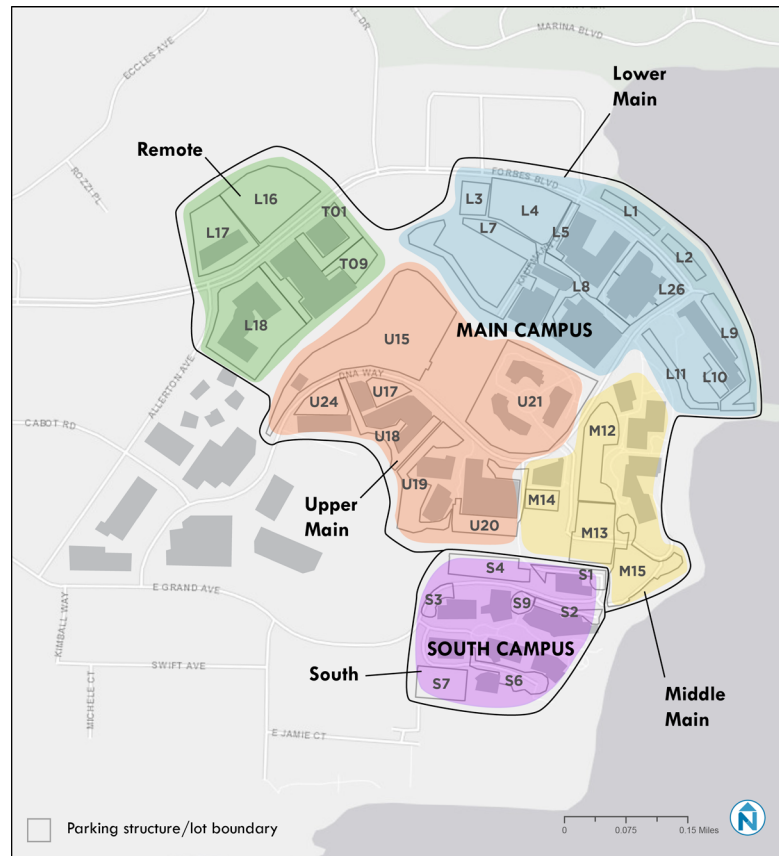 MARINA BLVD
ECCLES AVE
LL DR
Lower
Main
Remote
ROZZI PL
FORBES BLVD
L16
L17
T01
T09
L18
L3
L4
L1
L7
L5
L2
L8
L26
L9
L10
L11
MAIN CAMPUS
U15
DNA WAY
ALLERTON AVE
U17
U24
U21
U18
CABOT RD
M12
U19
M14
Upper
Main
U20
M13
M15
S4
S1
E GRAND AVE
S3
S9
S2
KIMBALL WAY
SOUTH CAMPUS
SWIFT AVE
South
S7
S6
MICHELE CT
Middle
Main
E JAMIE CT
Parking structure/lot boundary
0 0.075 0.15 Miles
N